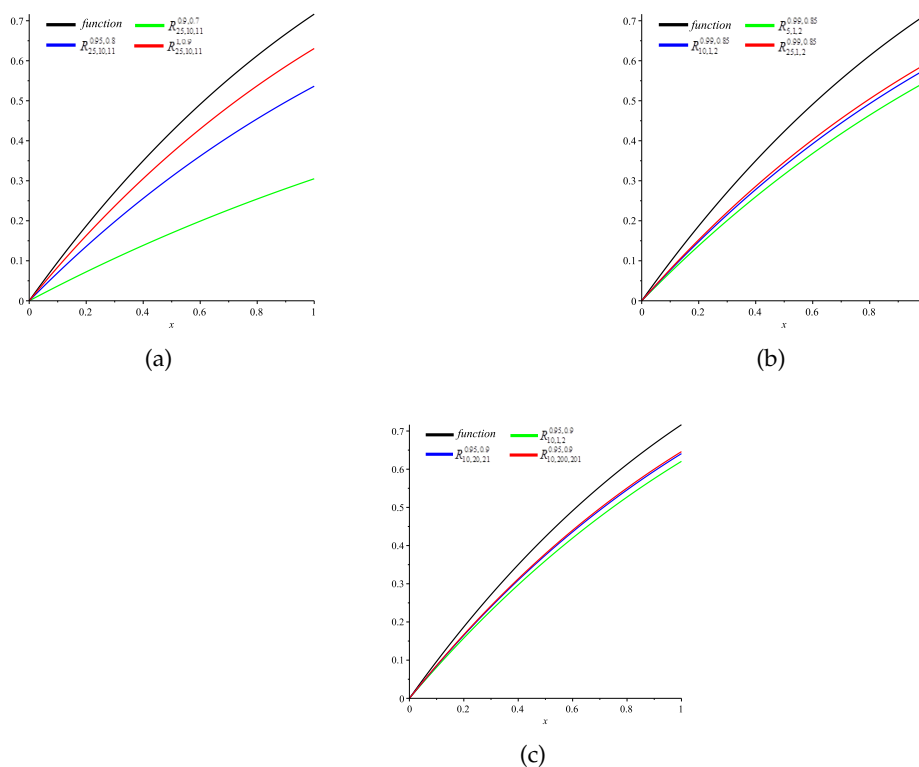 function R^{0.9,0.7}_{25,10,11}
R^{0.95,0.8}_{25,10,11} R^{1,0.9}_{25,10,11}
0.7
0.6
0.5
0.4
0.3
0.2
0.1
0
0 0.2 0.4 0.6 0.8 1
x
(a)
function R^{0.99,0.85}_{5,1,2}
R^{0.99,0.85}_{10,1,2} R^{0.99,0.85}_{25,1,2}
0.7
0.6
0.5
0.4
0.3
0.2
0.1
0
0 0.2 0.4 0.6 0.8
x
(b)
function R^{0.95,0.9}_{10,1,2}
R^{0.95,0.9}_{10,20,21} R^{0.95,0.9}_{10,200,201}
0.7
0.6
0.5
0.4
0.3
0.2
0.1
0
0 0.2 0.4 0.6 0.8 1
x
(c)